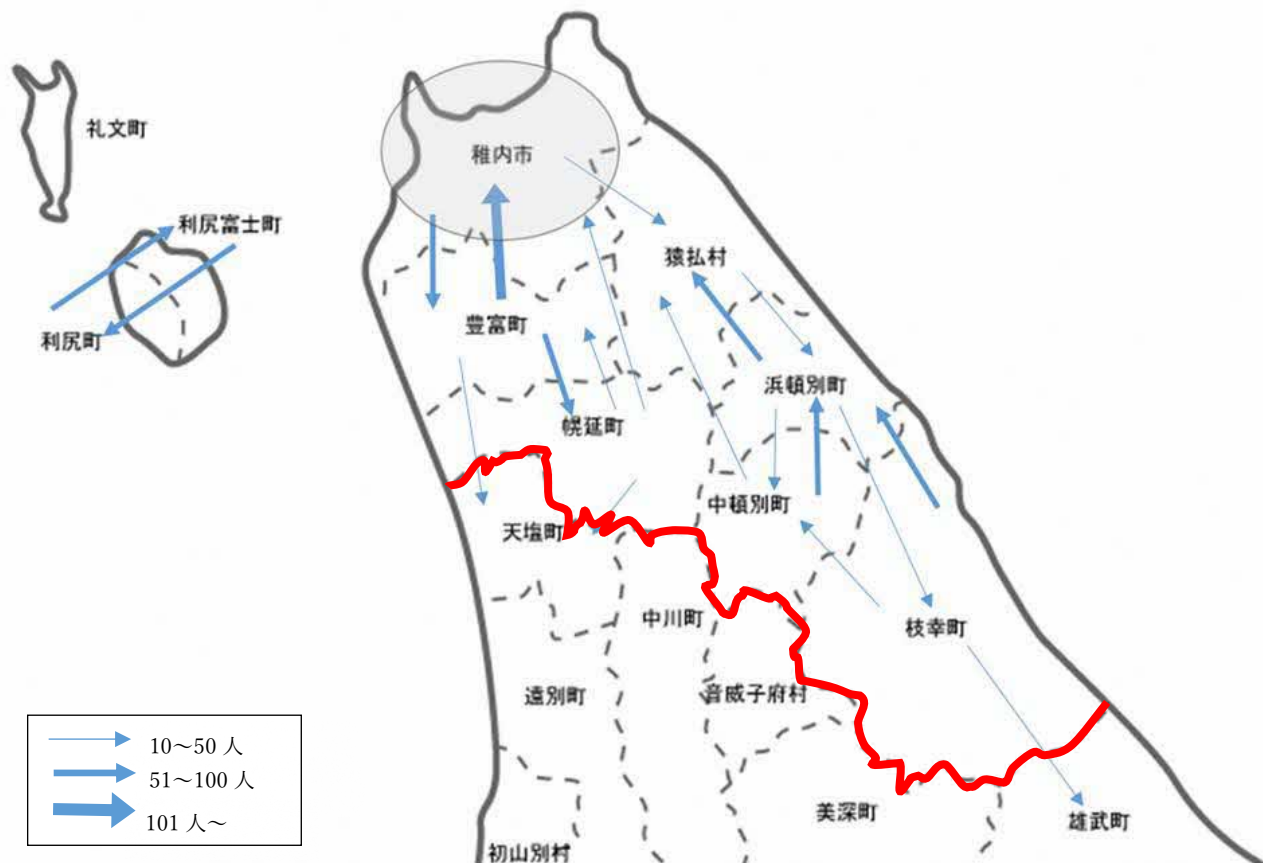 礼文町
稚内市
利尻富士町
猿払村
豊富町
利尻町
浜頓別町
幌延町
中頓別町
天塩町
中川町
枝幸町
遠別町
音威子府村
10～50 人
51～100 人
101 人～
美深町
雄武町
初山別村